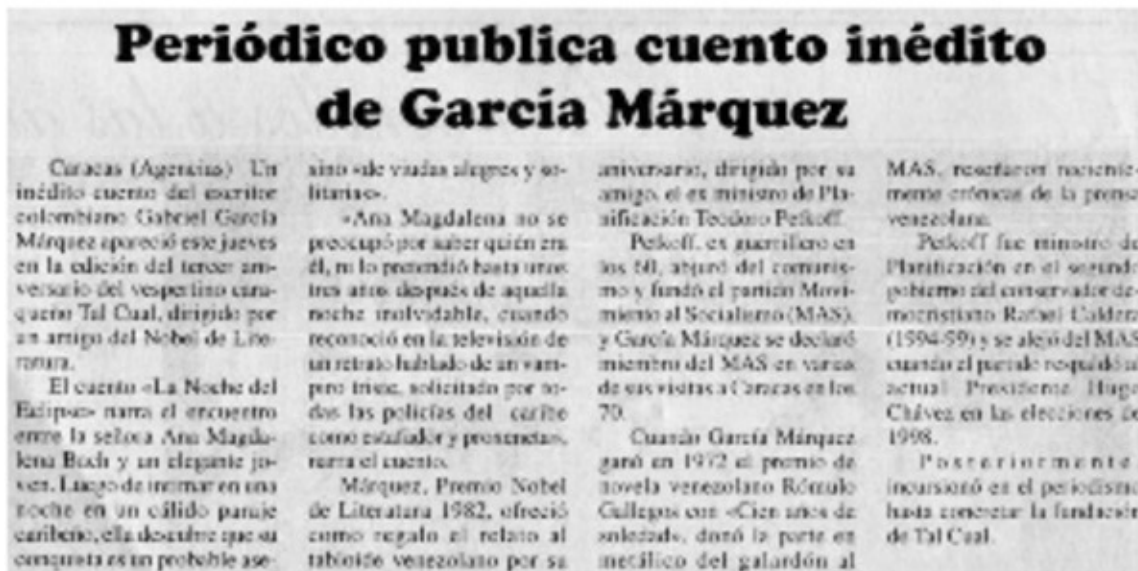 Periódico publica cuento inédito
de García Márquez
Caracas (Agencias) Un
inédito cuento del escritor
colombiano Gabriel García
Márquez apareció este jueves
en la edición del tercer ani-
versario del vespertino cara-
queño Tal Cual, dirigido por
un amigo del Nobel de Lite-
ratura.
El cuento «La Noche del
Eclipse» narra el encuentro
entre la señora Ana Magda-
lena Bach y un elegante jo-
ven. Luego de intimar en una
noche en un cálido paraje
caribeño, ella descubre que su
conquista es un probable ase-
sino «de viudas alegres y so-
litarias».
«Ana Magdalena no se
preocupó por saber quién era
él, ni lo pretendió hasta unos
tres años después de aquella
noche inolvidable, cuando
reconoció en la televisión de
un retrato hablado de un vam-
piro triste, solicitado por to-
das las policías del caribe
como estafador y proxeneta»,
narra el cuento.
Márquez, Premio Nobel
de Literatura 1982, ofreció
como regalo el relato al
tabloide venezolano por su
aniversario, dirigido por su
amigo, el ex ministro de Pla-
nificación Teodoro Petkoff.
Petkoff, ex guerrillero en
los 60, abjuró del comunis-
mo y fundó el partido Movi-
miento al Socialismo (MAS),
y García Márquez se declaró
miembro del MAS en varias
de sus visitas a Caracas en los
70.
Cuando García Márquez
ganó en 1972 el premio de
novela venezolano Rómulo
Gallegos con «Cien años de
soledad», donó la parte en
metálico del galardón al
MAS, reseñaron reciente-
mente crónicas de la prensa
venezolana.
Petkoff fue ministro de
Planificación en el segundo
gobierno del conservador de-
mocristiano Rafael Caldera
(1994-99) y se alejó del MAS
cuando el partido respaldó al
actual Presidente Hugo
Chávez en las elecciones de
1998.
Posteriormente
incursionó en el periodismo
hasta concretar la fundación
de Tal Cual.